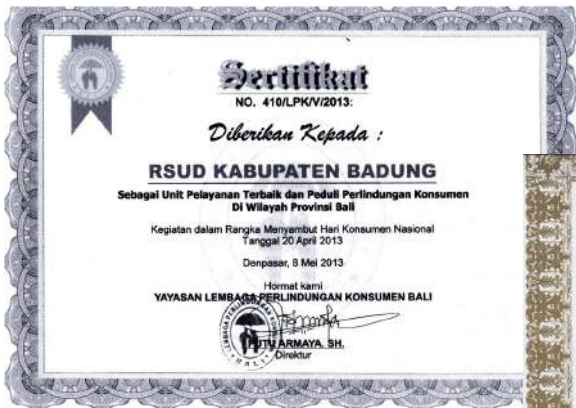 Sertifikat
NO. 410/LPK/V/2013:
Diberikan Kepada :
RSUD KABUPATEN BADUNG
Sebagai Unit Pelayanan Terbaik dan Peduli Perlindungan Konsumen
Di Wilayah Provinsi Bali
Kegiatan dalam Rangka Menyambut Hari Konsumen Nasional
Tanggal 20 April 2013
Denpasar, 8 Mei 2013
Hormat kami
YAYASAN LEMBAGA PERLINDUNGAN KONSUMEN BALI
PUTU ARMAYA, SH.
Direktur